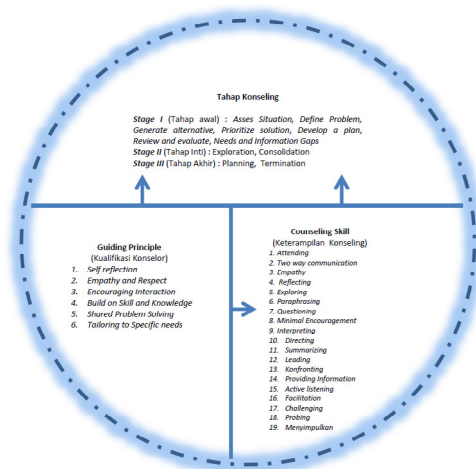 Tahap Konseling
Stage I (Tahap awal) : Asses Situation, Define Problem,
Generate alternative, Prioritize solution, Develop a plan,
Review and evaluate, Needs and Information Gaps
Stage II (Tahap Inti) : Exploration, Consolidation
Stage III (Tahap Akhir) : Planning, Termination
Guiding Principle
(Kualifikasi Konselor)
1. Self reflection
2. Empathy and Respect
3. Encouraging Interaction
4. Build on Skill and Knowledge
5. Shared Problem Solving
6. Tailoring to Specific needs
Counseling Skill
(Keterampilan Konseling)
1. Attending
2. Two way communication
3. Empathy
4. Reflecting
5. Exploring
6. Paraphrasing
7. Questioning
8. Minimal Encouragement
9. Interpreting
10. Directing
11. Summarizing
12. Leading
13. Konfronting
14. Providing Information
15. Active listening
16. Facilitation
17. Challenging
18. Probing
19. Menyimpulkan